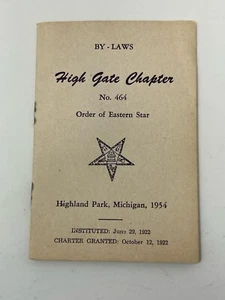 BY - LAWS
High Gate Chapter
No. 464
Order of Eastern Star
Highland Park, Michigan, 1954
INSTITUTED: June 29, 1922
CHARTER GRANTED: October 12, 1922